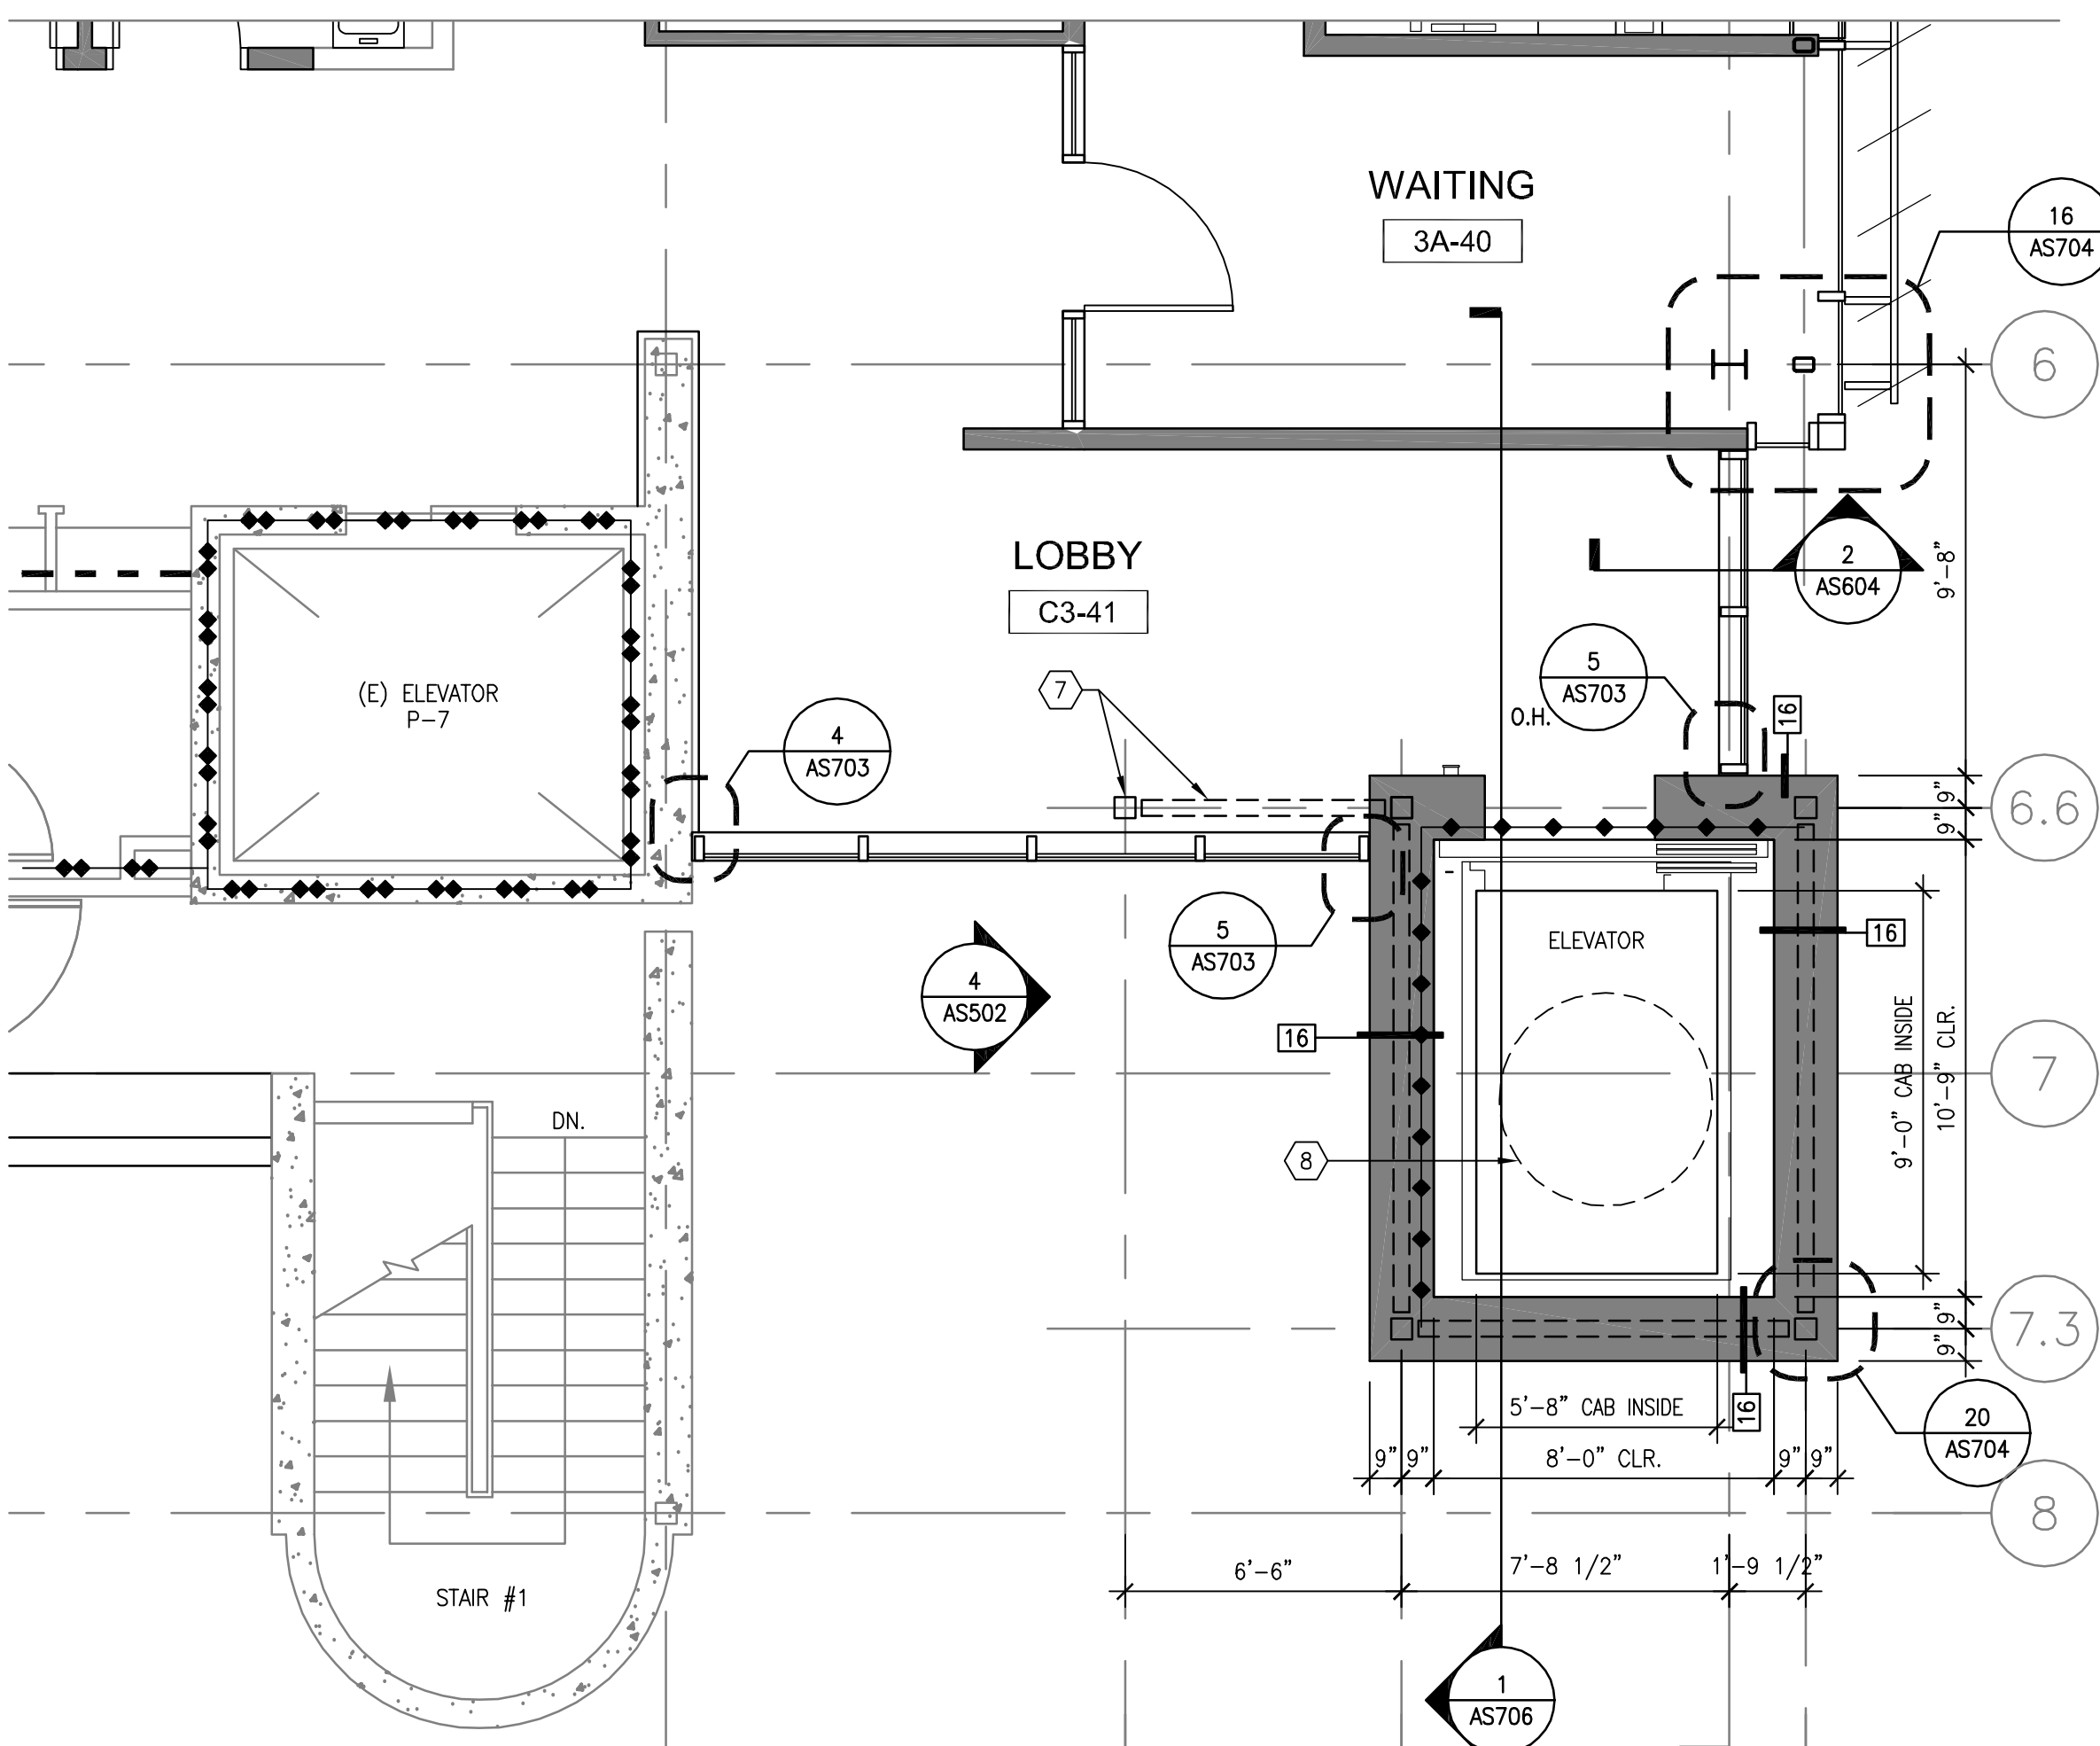 WAITING
3A-40
16
AS704
6
LOBBY
C3-41
2
AS604
9'-8"
(E) ELEVATOR
P-7
7
5
AS703
16
O.H.
4
AS703
9"
6.6
9"
5
AS703
ELEVATOR
16
4
AS502
16
9'-0" CAB INSIDE
10'-9" CLR.
7
DN.
8
9"
7.3
9"
5'-8" CAB INSIDE
16
20
AS704
9"
9"
8'-0" CLR.
9"
9"
8
6'-6"
7'-8 1/2"
1'-9 1/2"
STAIR #1
1
AS706